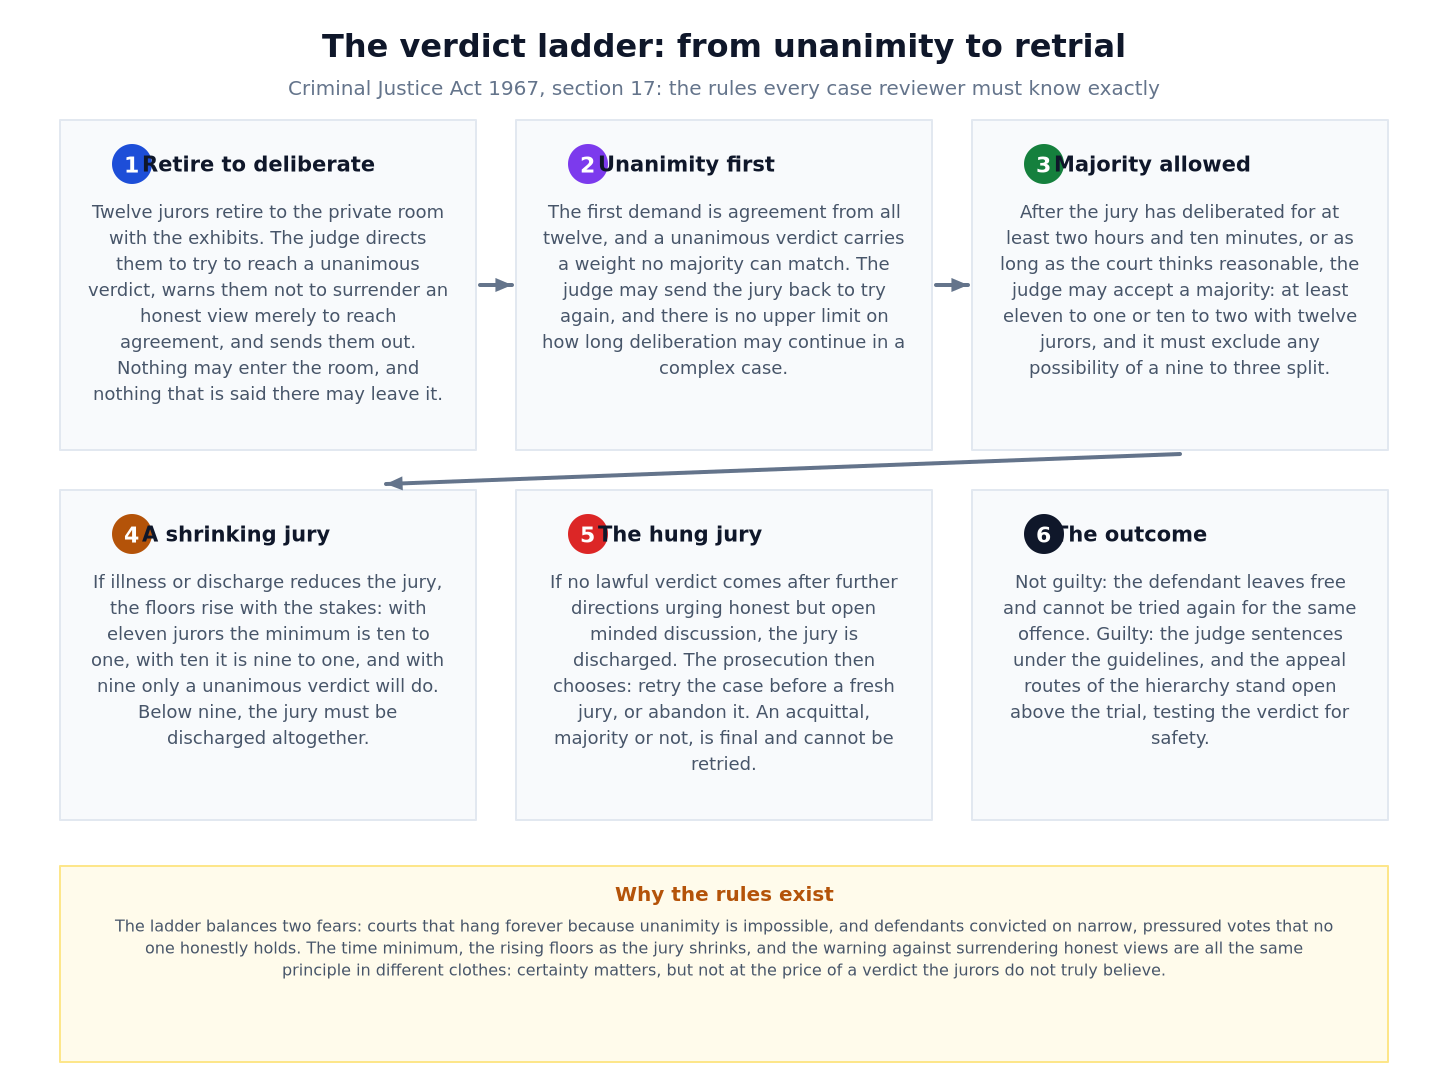 The verdict ladder: from unanimity to retrial
Criminal Justice Act 1967, section 17: the rules every case reviewer must know exactly
1 Retire to deliberate
Twelve jurors retire to the private room
with the exhibits. The judge directs
them to try to reach a unanimous
verdict, warns them not to surrender an
honest view merely to reach
agreement, and sends them out.
Nothing may enter the room, and
nothing that is said there may leave it.
2 Unanimity first
The first demand is agreement from all
twelve, and a unanimous verdict carries
a weight no majority can match. The
judge may send the jury back to try
again, and there is no upper limit on
how long deliberation may continue in a
complex case.
3 Majority allowed
After the jury has deliberated for at
least two hours and ten minutes, or as
long as the court thinks reasonable, the
judge may accept a majority: at least
eleven to one or ten to two with twelve
jurors, and it must exclude any
possibility of a nine to three split.
4 A shrinking jury
If illness or discharge reduces the jury,
the floors rise with the stakes: with
eleven jurors the minimum is ten to
one, with ten it is nine to one, and with
nine only a unanimous verdict will do.
Below nine, the jury must be
discharged altogether.
5 The hung jury
If no lawful verdict comes after further
directions urging honest but open
minded discussion, the jury is
discharged. The prosecution then
chooses: retry the case before a fresh
jury, or abandon it. An acquittal,
majority or not, is final and cannot be
retried.
6 The outcome
Not guilty: the defendant leaves free
and cannot be tried again for the same
offence. Guilty: the judge sentences
under the guidelines, and the appeal
routes of the hierarchy stand open
above the trial, testing the verdict for
safety.
Why the rules exist
The ladder balances two fears: courts that hang forever because unanimity is impossible, and defendants convicted on narrow, pressured votes that no
one honestly holds. The time minimum, the rising floors as the jury shrinks, and the warning against surrendering honest views are all the same
principle in different clothes: certainty matters, but not at the price of a verdict the jurors do not truly believe.